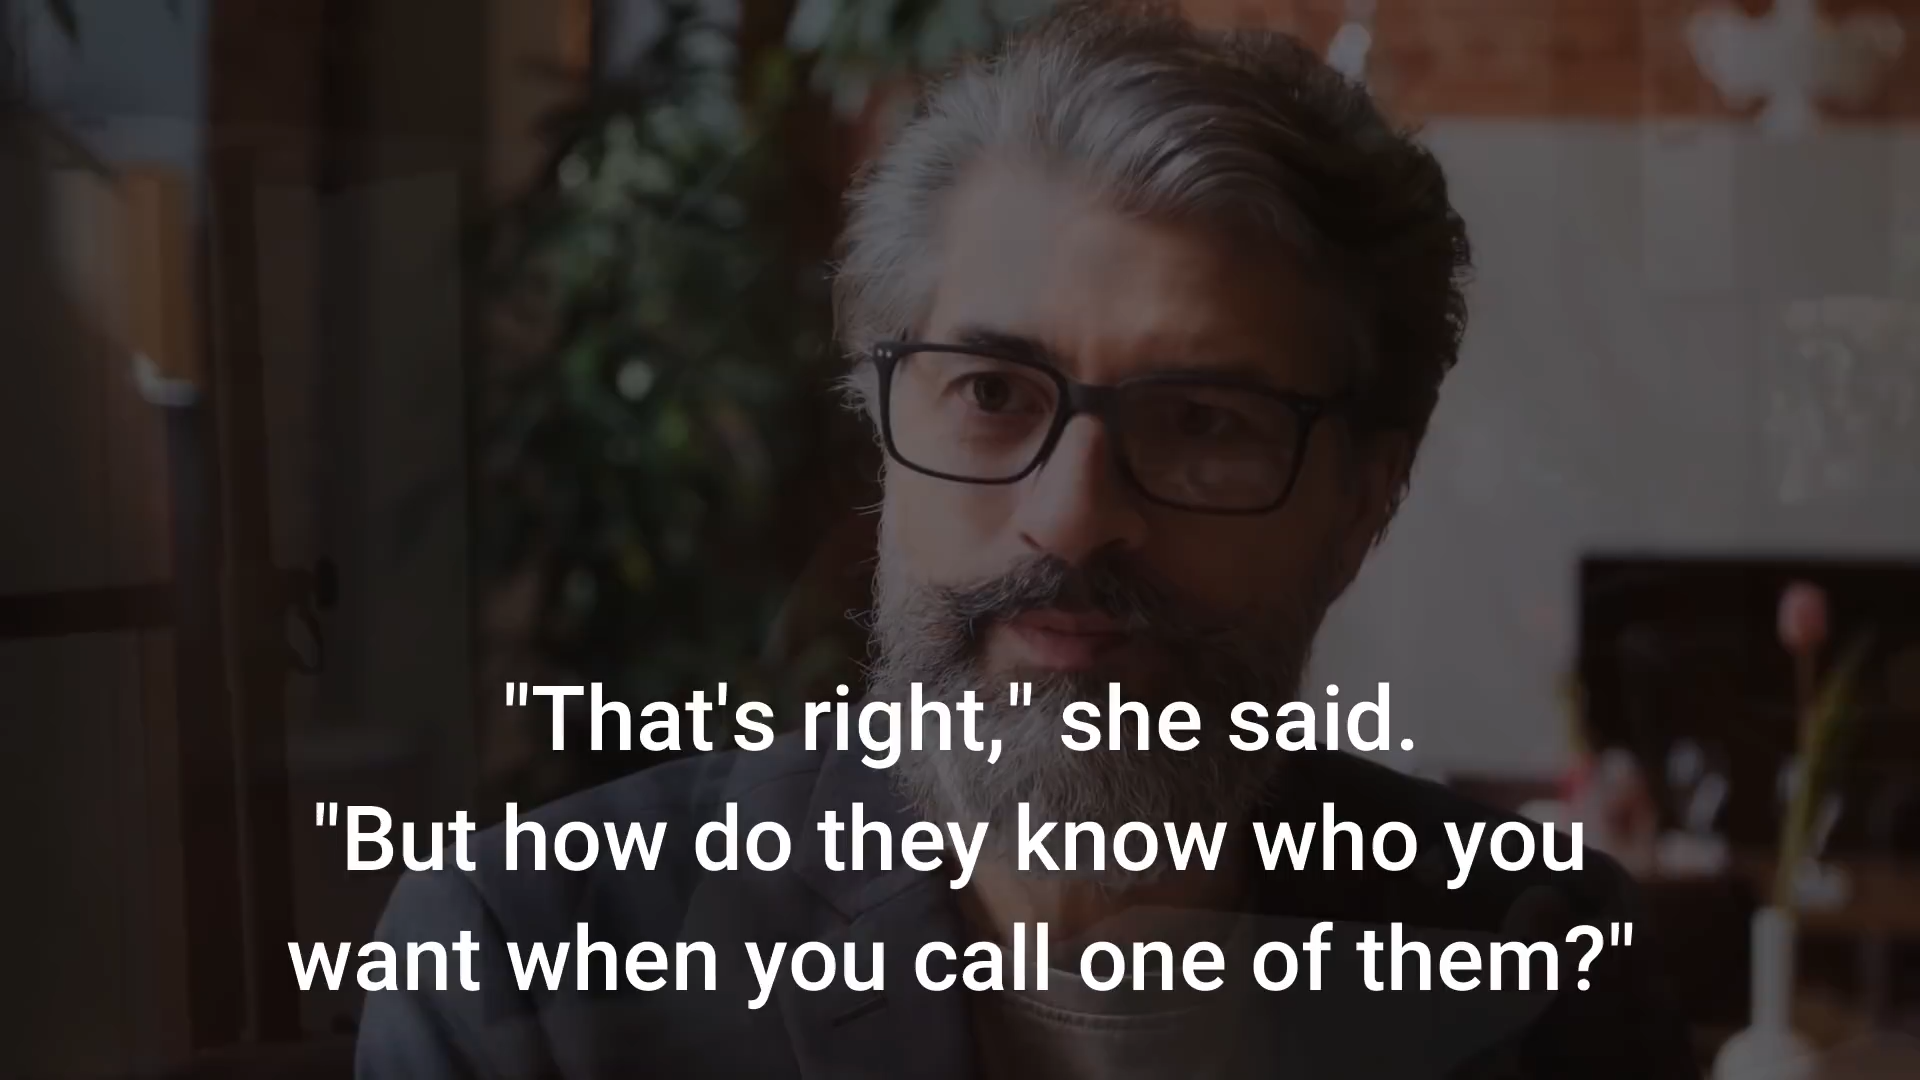 "That's right," she said.
"But how do they know who you
want when you call one of them?"